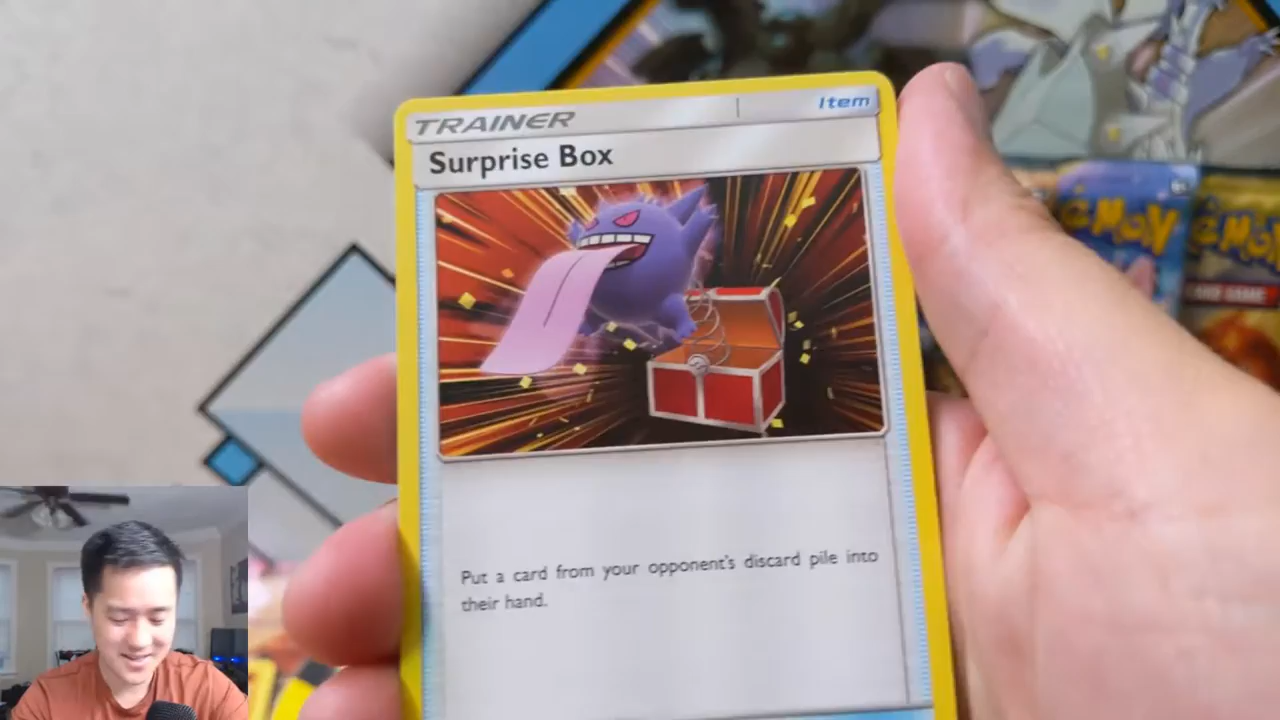 TRAINER
Item
Surprise Box
Put a card from your opponent's discard pile into
their hand.